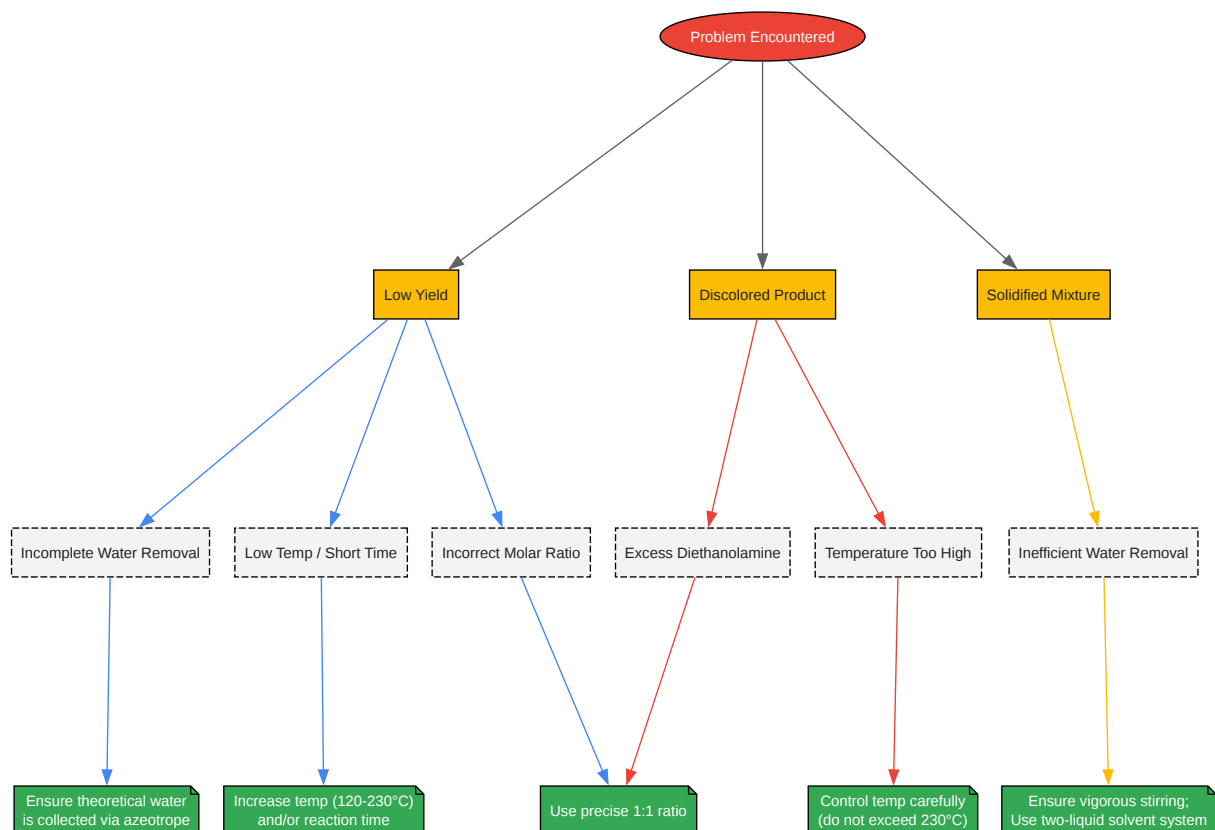 Problem Encountered
Low Yield
Discolored Product
Solidified Mixture
Incomplete Water Removal
Low Temp / Short Time
Incorrect Molar Ratio
Excess Diethanolamine
Temperature Too High
Inefficient Water Removal
Ensure theoretical water
is collected via azeotrope
Increase temp (120-230°C)
and/or reaction time
Use precise 1:1 ratio
Control temp carefully
(do not exceed 230°C)
Ensure vigorous stirring;
Use two-liquid solvent system